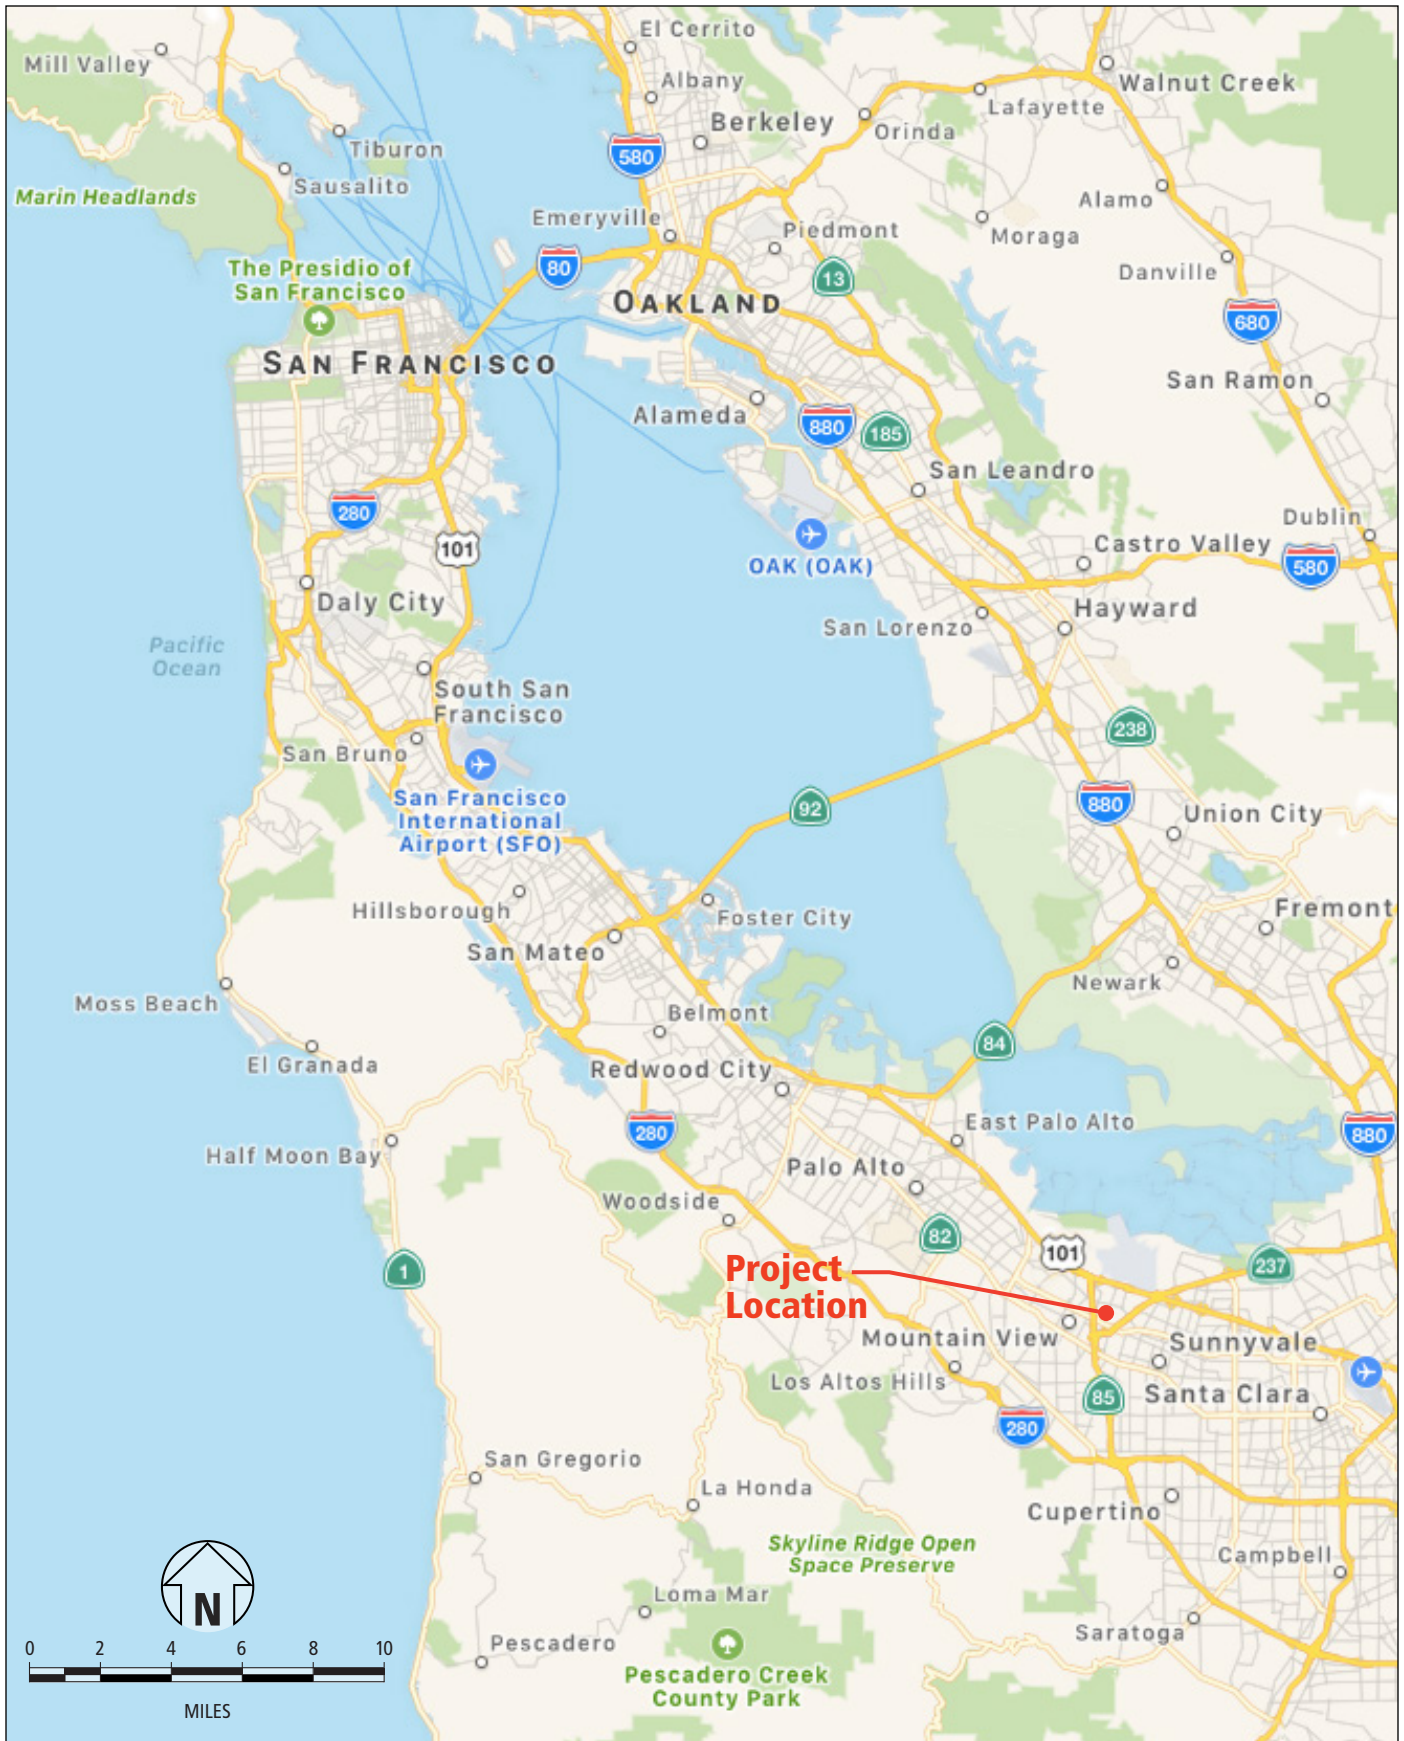 El Cerrito
Mill Valley
Albany
Walnut Creek
Lafayette
Berkeley
Orinda
Tiburon
580
Sausalito
Marin Headlands
Alamo
Emeryville
Piedmont
Moraga
Danville
80
13
The Presidio of
San Francisco
OAKLAND
680
SAN FRANCISCO
San Ramon
Alameda
880
185
San Leandro
280
Dublin
101
Castro Valley
OAK (OAK)
580
Daly City
Hayward
San Lorenzo
Pacific
Ocean
South San
Francisco
238
San Bruno
San Francisco
International
Airport (SFO)
92
880
Union City
Hillsborough
Foster City
Fremont
San Mateo
Newark
Moss Beach
Belmont
84
El Granada
Redwood City
East Palo Alto
280
880
Half Moon Bay
Palo Alto
Woodside
82
101
1
237
Project
Location
Mountain View
Sunnyvale
Los Altos Hills
85
Santa Clara
280
San Gregorio
La Honda
Cupertino
Skyline Ridge Open
Space Preserve
Campbell
Loma Mar
N
Saratoga
Pescadero
0 2 4 6 8 10
Pescadero Creek
County Park
MILES